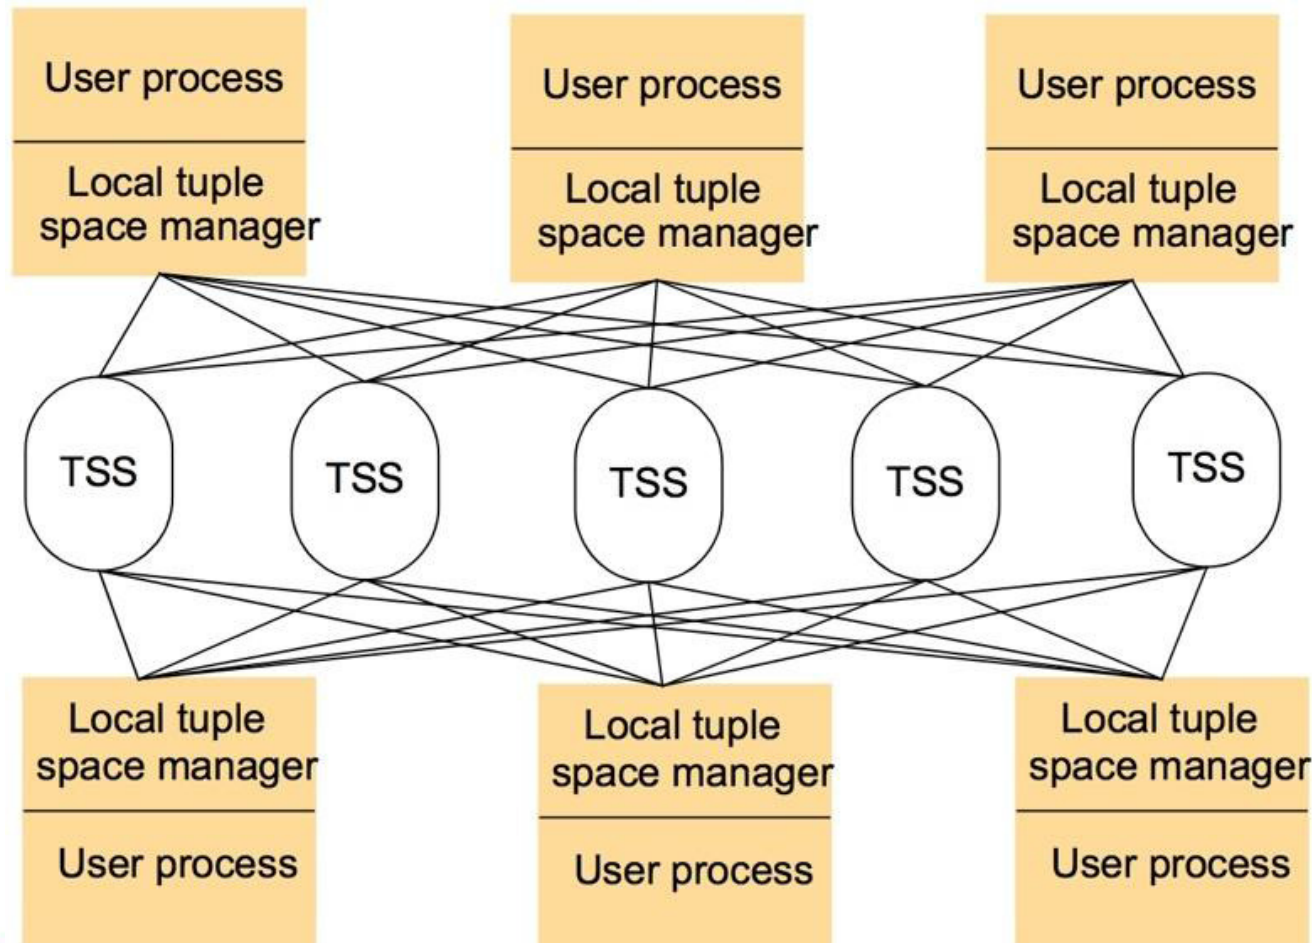 User process
User process
User process
Local tuple
space manager
Local tuple
space manager
Local tuple
space manager
TSS
TSS
TSS
TSS
TSS
Local tuple
space manager
Local tuple
space manager
Local tuple
space manager
User process
User process
User process